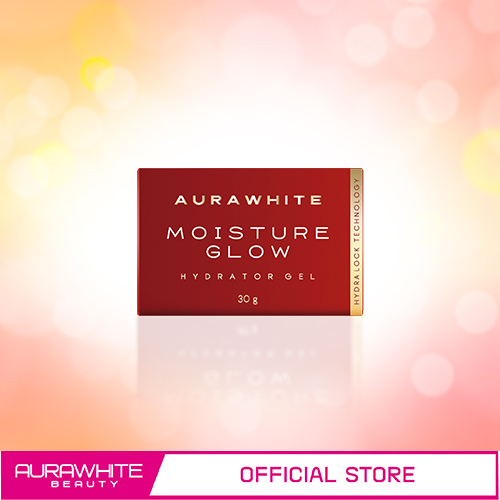 AURAWHITE
MOISTURE
GLOW
HYDRATOR GEL
30 g
HYDRA LOCK TECHNOLOGY
AURAWHITE
BEAUTY
OFFICIAL STORE